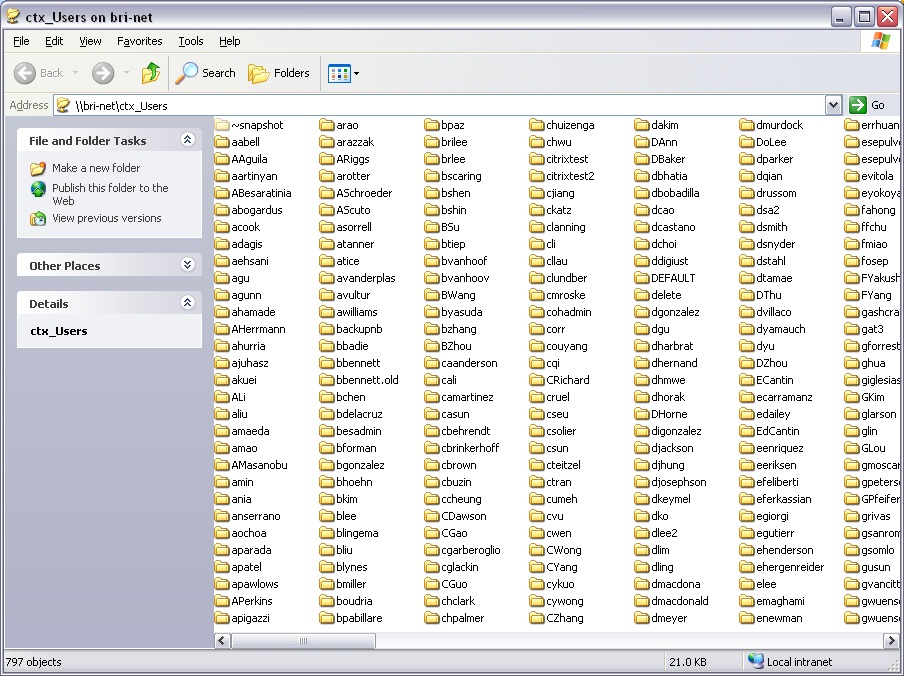 ctx_Users on bri-net
File Edit View Favorites Tools Help
Back Search Folders
Address \\bri-net\ctx_Users Go
File and Folder Tasks
Make a new folder
Publish this folder to the
Web
View previous versions
Other Places
Details
ctx_Users
~snapshot
aabell
AAguila
aartinyan
ABesaratinia
abogardus
acook
adagis
aehsani
agu
agunn
ahamade
AHerrmann
ahurria
ajuhasz
akuei
ALi
aliu
amaeda
amao
AMasanobu
amin
ania
anserrano
aochoa
aparada
apatel
apawlows
APerkins
apigazzi
arao
arazzak
ARiggs
arotter
ASchroeder
AScuto
asorrell
atanner
atice
avanderplas
avultur
awilliams
backupnb
bbadie
bbennett
bbennett.old
bchen
bdelacruz
besadmin
bforman
bgonzalez
bhoehn
bkim
blee
blingema
bliu
blynes
bmiller
boudria
bpabillare
bpaz
brilee
brlee
bscaring
bshen
bshin
BSu
btiep
bvanhoof
bvanhoov
BWang
byasuda
bzhang
BZhou
caanderson
cali
camartinez
casun
cbehrendt
cbrinkerhoff
cbrown
cbuzin
ccheung
CDawson
CGao
cgarberoglio
cglackin
CGuo
chclark
chpalmer
chuizenga
chwu
citrixtest
citrixtest2
cjiang
ckatz
clanning
cli
cllau
clunder
cmroske
cohadmin
corr
couyang
cqi
CRichard
cruel
cseu
csolier
csun
cteitzel
ctran
cumeh
cvu
cwen
CWong
CYang
cykuo
cywong
CZhang
dakim
DAnn
DBaker
dbhatia
dbobadilla
dcao
dcastano
dchoi
ddigiust
DEFAULT
delete
dgonzalez
dgu
dharbrat
dhernand
dhmwe
dhorak
DHorne
digonzalez
djackson
djhung
djosephson
dkeymel
dko
dlee2
dlim
dling
dmacdona
dmacdonald
dmeyer
dmurdock
DoLee
dparker
dqian
drussom
dsa2
dsmith
dsnyder
dstahl
dtamae
DThu
dvillaco
dyamauch
dyu
DZhou
ECantin
ecarramanz
edailey
EdCantin
eenriquez
eeriksen
efeliberti
eferkassian
egiorgi
egutierr
ehenderson
ehergenreider
elee
emaghami
enewman
errhuan
esepulve
esepulve
evitola
eyokoya
fahong
ffchu
fmiao
fosep
FYakush
FYang
gashcra
gat3
gforrest
ghua
giglesias
GKim
glarson
glin
GLou
gmoscar
gpeters
GPfeifer
grivas
gsanrom
gsomlo
gusun
gvancitt
gwuens
gwuens
797 objects 21.0 KB Local intranet